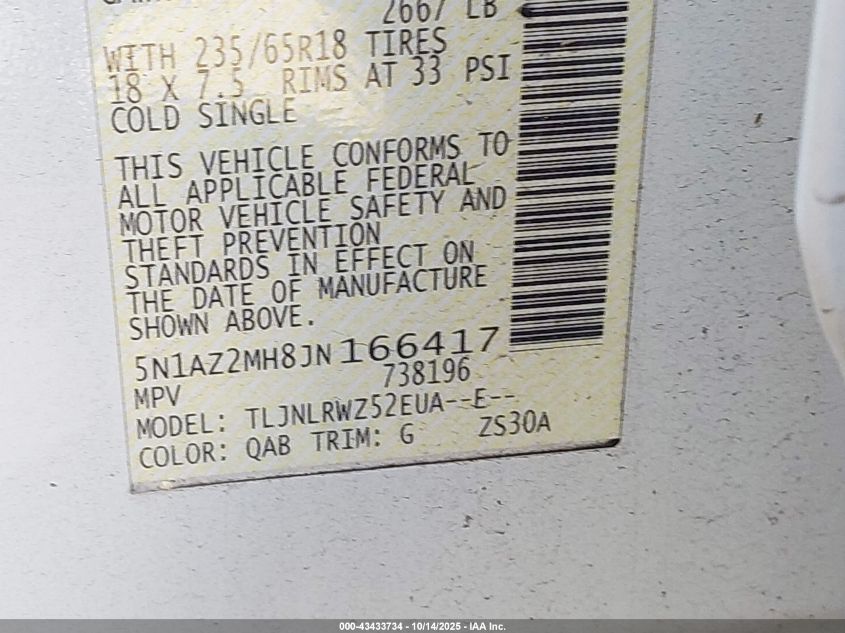 2667 LB
WITH 235/65R18 TIRES
18 X 7.5 RIMS AT 33 PSI
COLD SINGLE
THIS VEHICLE CONFORMS TO
ALL APPLICABLE FEDERAL
MOTOR VEHICLE SAFETY AND
THEFT PREVENTION
STANDARDS IN EFFECT ON
THE DATE OF MANUFACTURE
SHOWN ABOVE.
5N1AZ2MH8JN166417
MPV 738196
MODEL: TLJNLRWZ52EUA--E--
COLOR: QAB TRIM: G ZS30A
000-43433734 - 10/14/2025 - IAA Inc.